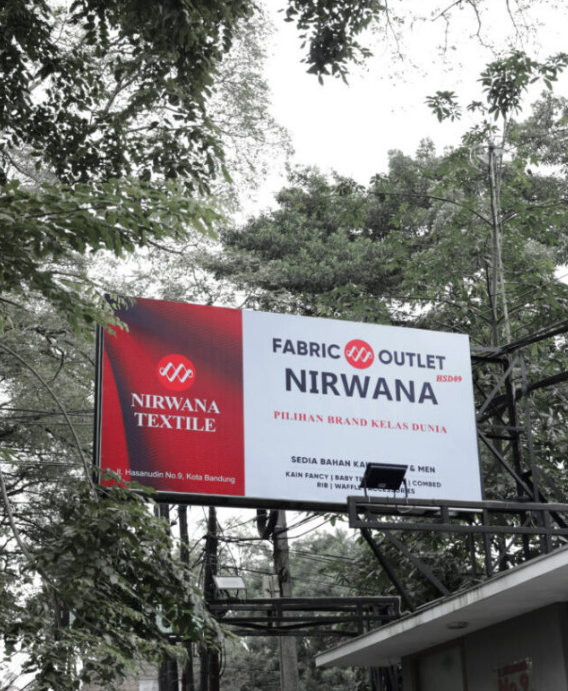 FABRIC OUTLET
NIRWANA
HSD09
PILIHAN BRAND KELAS DUNIA
NIRWANA
TEXTILE
Jl. Hasanudin No.9, Kota Bandung
SEDIA BAHAN & MEN
KAIN FANCY | BABY | COMBED
RIB | WAFFLE ACCESSORIES